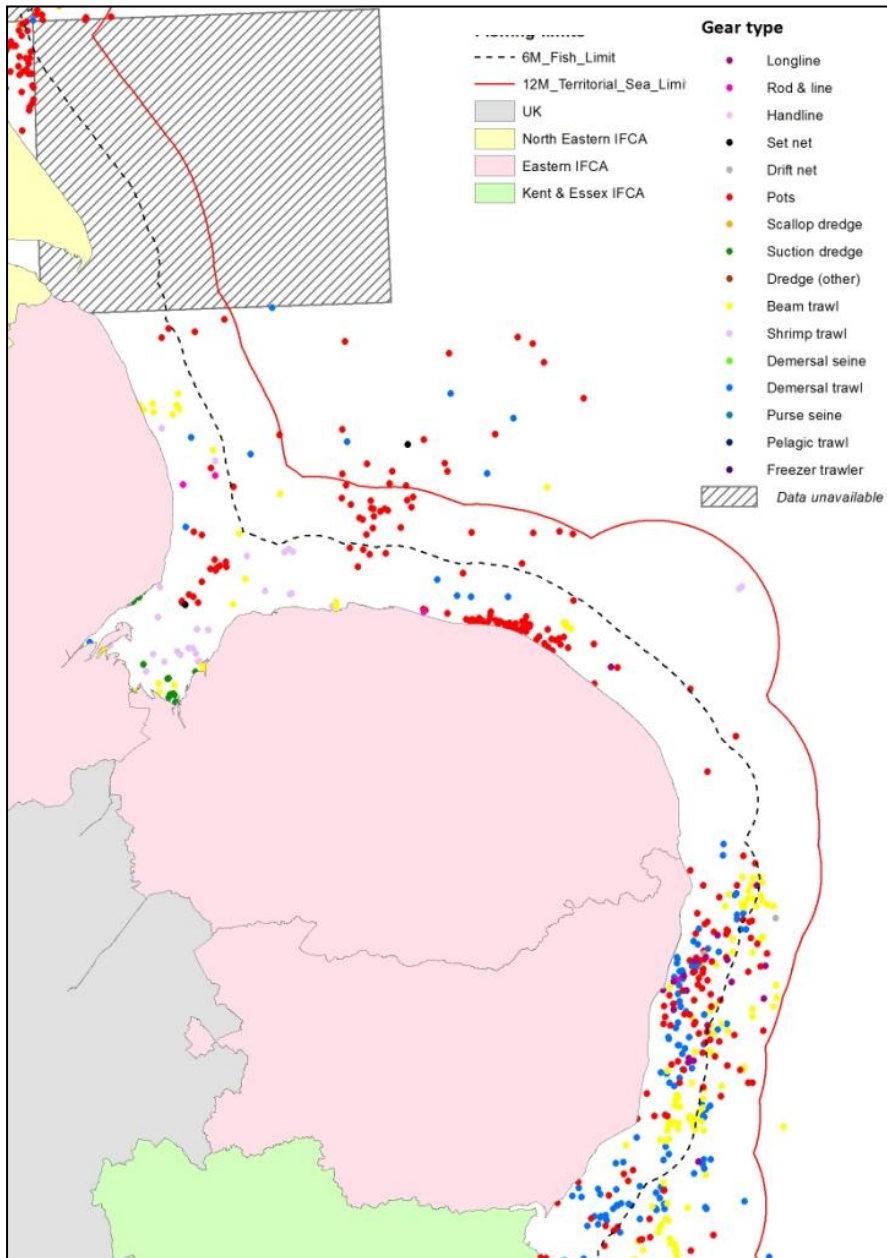 Gear type
6M_Fish_Limit
12M_Territorial_Sea_Limi
UK
North Eastern IFCA
Eastern IFCA
Kent & Essex IFCA
Longline
Rod & line
Handline
Set net
Drift net
Pots
Scallop dredge
Suction dredge
Dredge (other)
Beam trawl
Shrimp trawl
Demersal seine
Demersal trawl
Purse seine
Pelagic trawl
Freezer trawler
Data unavailable